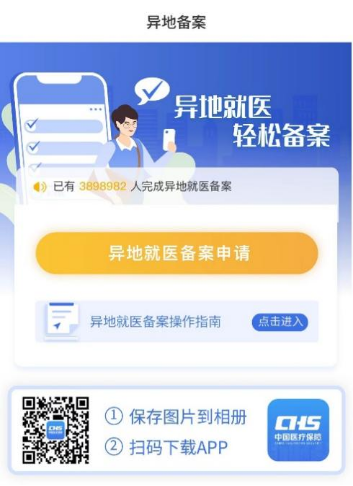 异地备案
异地就医
轻松备案
已有 3898982 人完成异地就医备案
异地就医备案申请
异地就医备案操作指南
点击进入
① 保存图片到相册
② 扫码下载APP
CHS
中国医疗保障